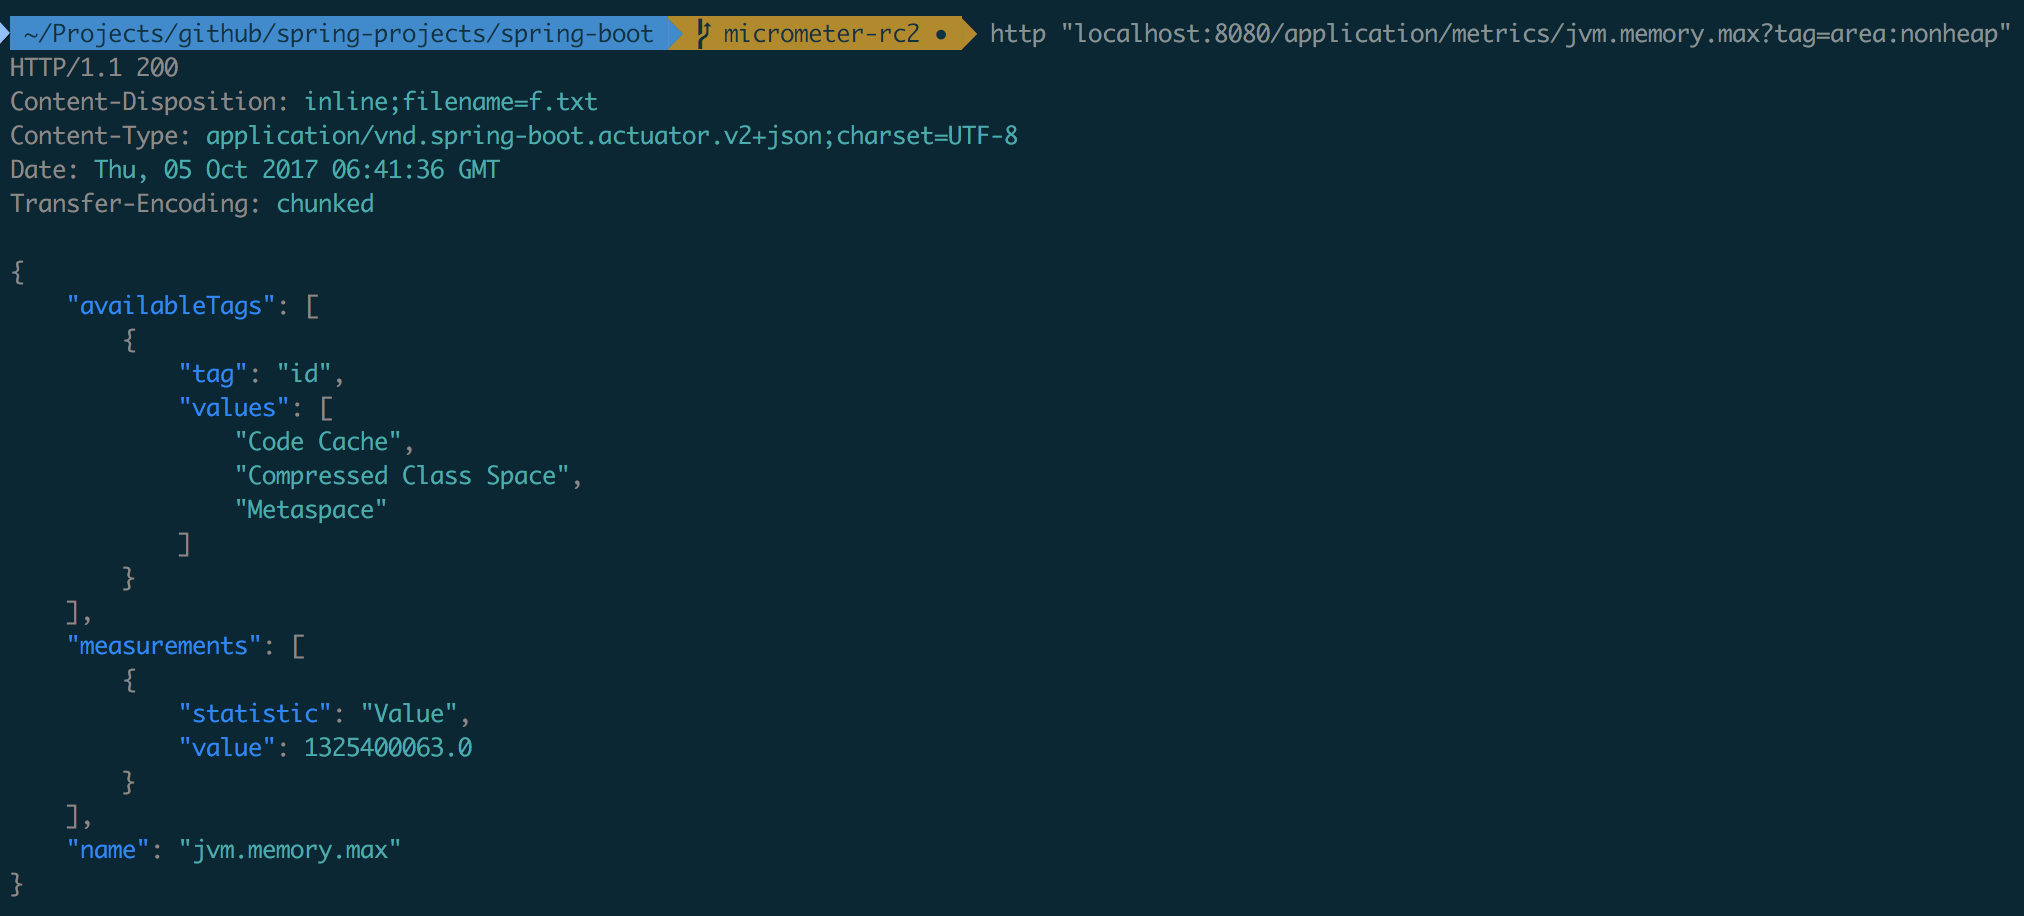 ~/Projects/github/spring-projects/spring-boot micrometer-rc2 ● http "localhost:8080/application/metrics/jvm.memory.max?tag=area:nonheap"
HTTP/1.1 200
Content-Disposition: inline;filename=f.txt
Content-Type: application/vnd.spring-boot.actuator.v2+json;charset=UTF-8
Date: Thu, 05 Oct 2017 06:41:36 GMT
Transfer-Encoding: chunked

{
    "availableTags": [
        {
            "tag": "id",
            "values": [
                "Code Cache",
                "Compressed Class Space",
                "Metaspace"
            ]
        }
    ],
    "measurements": [
        {
            "statistic": "Value",
            "value": 1325400063.0
        }
    ],
    "name": "jvm.memory.max"
}